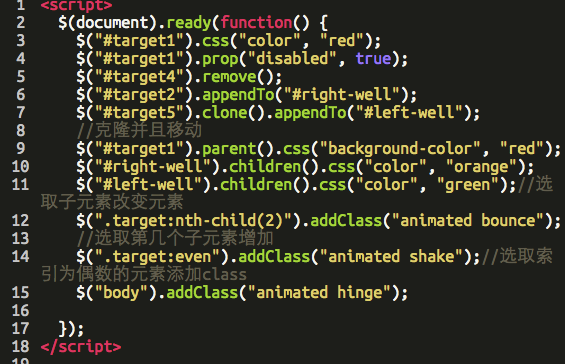 1 <script>
2 $(document).ready(function() {
3 $("#target1").css("color", "red");
4 $("#target1").prop("disabled", true);
5 $("#target4").remove();
6 $("#target2").appendTo("#right-well");
7 $("#target5").clone().appendTo("#left-well");
8 //克隆并且移动
9 $("#target1").parent().css("background-color", "red");
10 $("#right-well").children().css("color", "orange");
11 $("#left-well").children().css("color", "green");//选
取子元素改变元素
12 $(".target:nth-child(2)").addClass("animated bounce");
13 //选取第几个子元素增加
14 $(".target:even").addClass("animated shake");//选取索
引为偶数的元素添加class
15 $("body").addClass("animated hinge");
16
17 });
18 </script>
19